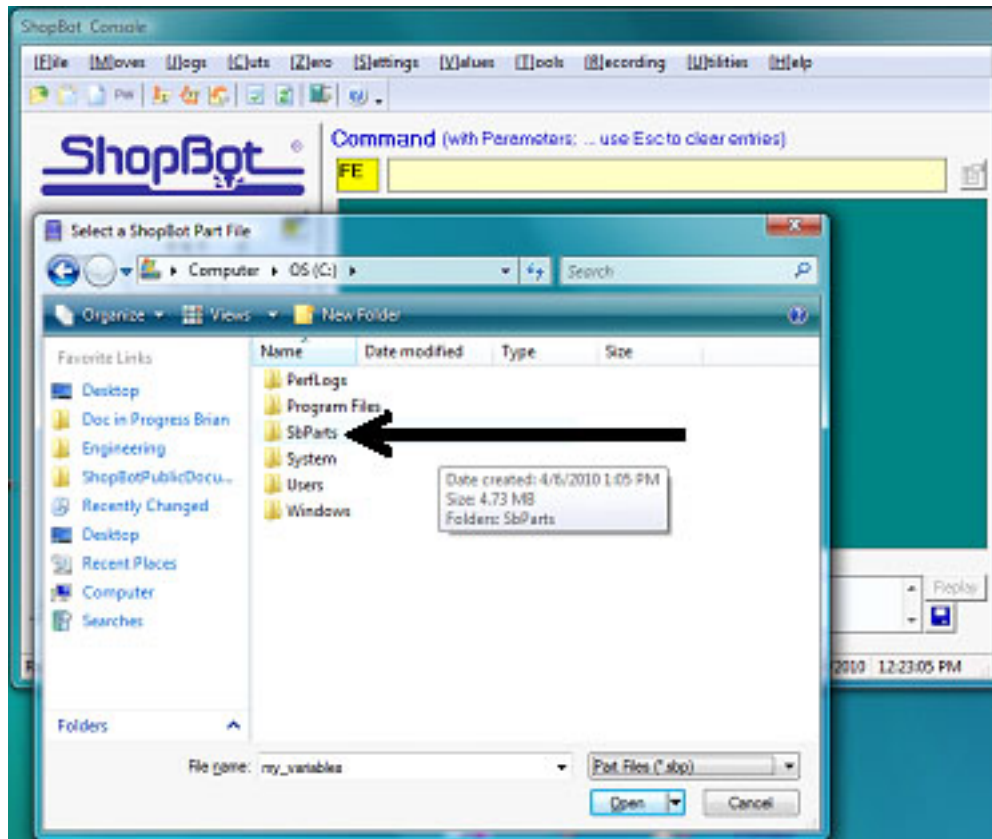 ShopBot Console
[F]ile [M]oves [J]ogs [C]uts [Z]ero [S]ettings [V]alues [T]ools [R]ecording [U]tilities [H]elp
PW
ShopBot
Command (with Parameters; ... use Esc to clear entries)
FE
Select a ShopBot Part File
Computer OS (C:)
Search
Organize Views New Folder
Favorite Links
Name Date modified Type Size
Desktop
Doc in Progress Brian
Engineering
ShopBotPublicDocu...
Recently Changed
Desktop
Recent Places
Computer
Searches
PerfLogs
Program Files
SbParts
System
Users
Windows
Date created: 4/6/2010 1:05 PM
Size: 4.73 MB
Folders: SbParts
Replay
2010 12:23:05 PM
Folders
File name: my_variables
Part Files (*.sbp)
Open Cancel